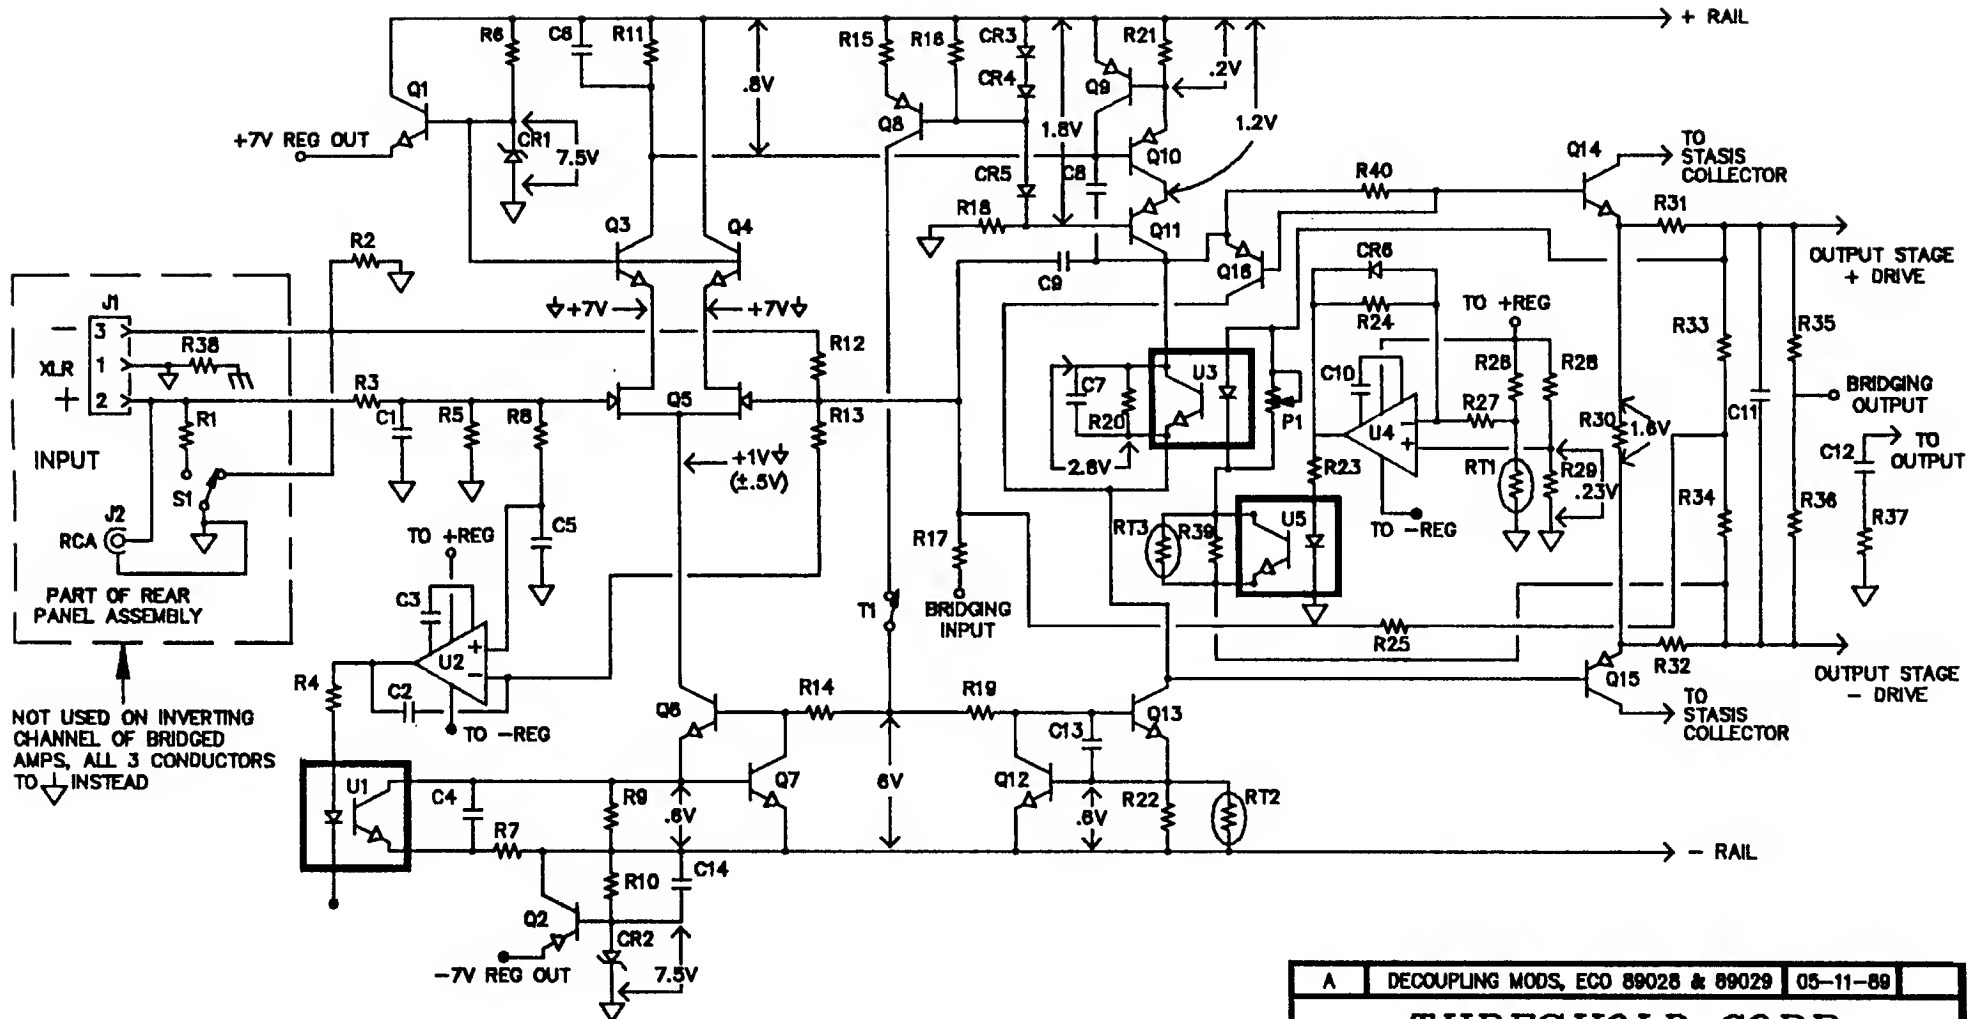 + RAIL
R6
C6
R11
R15
R16
CR3
R21
Q1
.8V
CR4
Q9
.2V
Q8
+7V REG OUT
CR1
7.5V
1.8V
1.2V
Q10
Q14
TO
STASIS
COLLECTOR
CR5
C8
R40
R18
Q11
R31
Q3
Q4
R2
OUTPUT STAGE
+ DRIVE
C9
Q16
CR6
J1
+7V
+7V
TO +REG
R24
–
3
R12
R33
R35
XLR
1
R38
+
2
R3
Q5
C7
U3
C10
R26
R28
BRIDGING
OUTPUT
R1
C1
R5
R8
R13
R20
P1
U4
–
+
R27
R30
1.6V
C11
INPUT
+1V
(±.5V)
2.8V
R23
RT1
R29
.23V
C12
TO
OUTPUT
S1
R34
R36
J2
RCA
C5
R17
RT3
R39
U5
TO –REG
R37
TO +REG
PART OF REAR
PANEL ASSEMBLY
C3
T1
BRIDGING
INPUT
R25
+
U2
–
R32
Q15
OUTPUT STAGE
– DRIVE
R4
C2
TO –REG
Q6
R14
R19
Q13
TO
STASIS
COLLECTOR
NOT USED ON INVERTING
CHANNEL OF BRIDGED
AMPS, ALL 3 CONDUCTORS
TO INSTEAD
C13
U1
C4
R9
Q7
6V
Q12
R22
RT2
.6V
.6V
R7
– RAIL
R10
C14
Q2
CR2
–7V REG OUT
7.5V
A
DECOUPLING MODS, ECO 89028 & 89029
05–11–89